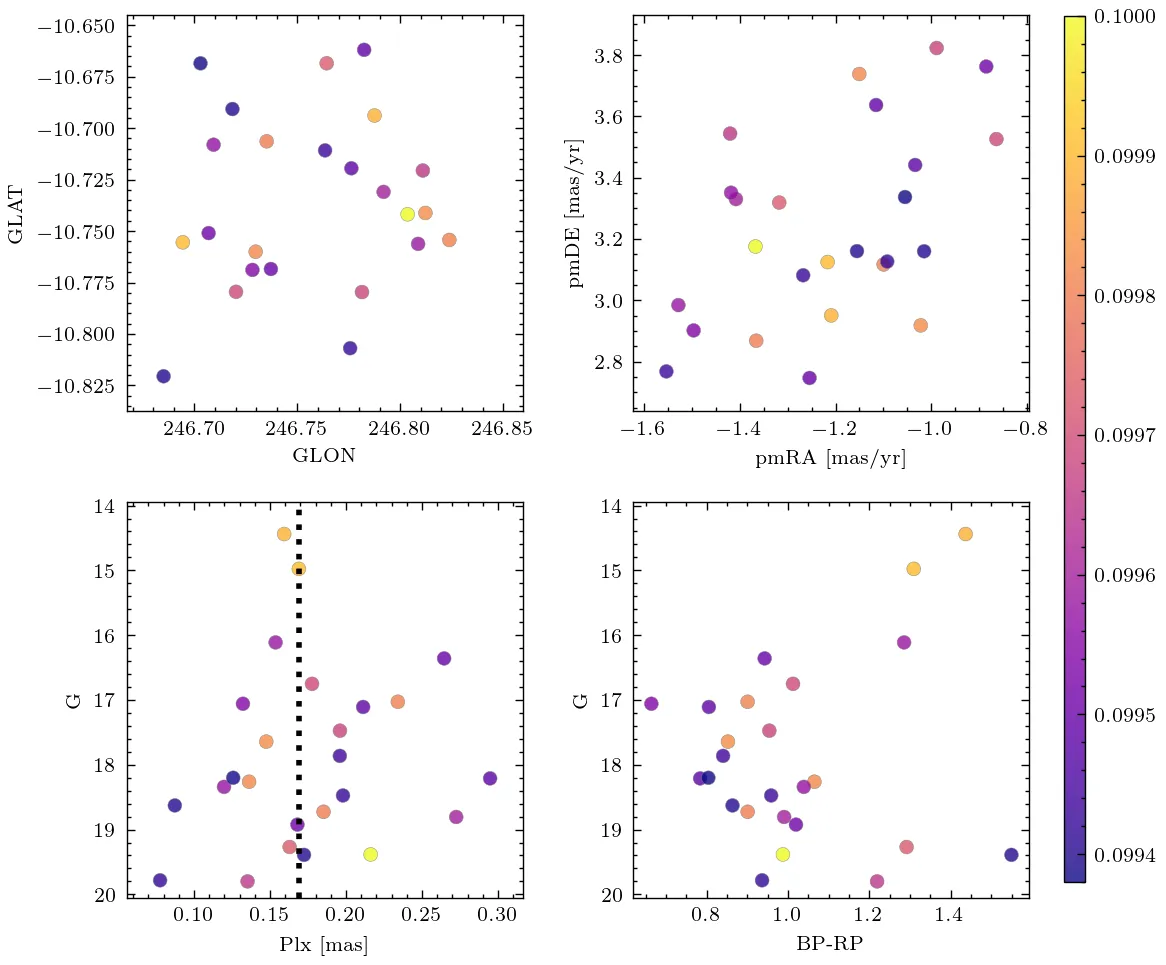 −10.650
−10.675
−10.700
−10.725
−10.750
−10.775
−10.800
−10.825
GLAT
246.70 246.75 246.80 246.85
GLON
3.8
3.6
3.4
3.2
3.0
2.8
pmDE [mas/yr]
−1.6 −1.4 −1.2 −1.0 −0.8
pmRA [mas/yr]
0.1000
0.0999
0.0998
0.0997
0.0996
0.0995
0.0994
14
15
16
17
18
19
20
G
0.10 0.15 0.20 0.25 0.30
Plx [mas]
14
15
16
17
18
19
20
G
0.8 1.0 1.2 1.4
BP-RP